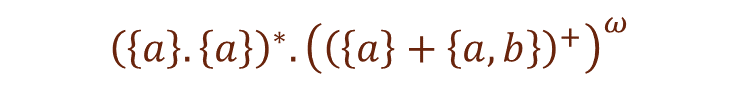 ({a}.{a})*.(({a} + {a, b})⁺)^ω